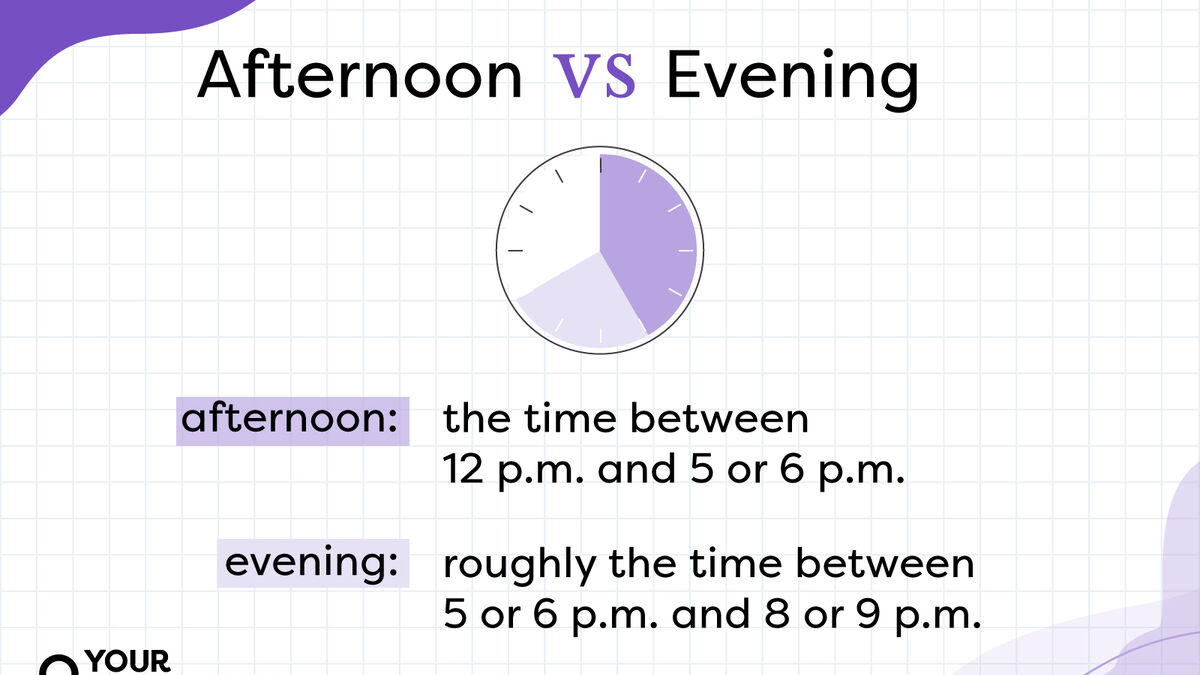 Afternoon vs Evening
afternoon: the time between
12 p.m. and 5 or 6 p.m.
evening: roughly the time between
5 or 6 p.m. and 8 or 9 p.m.
YOUR